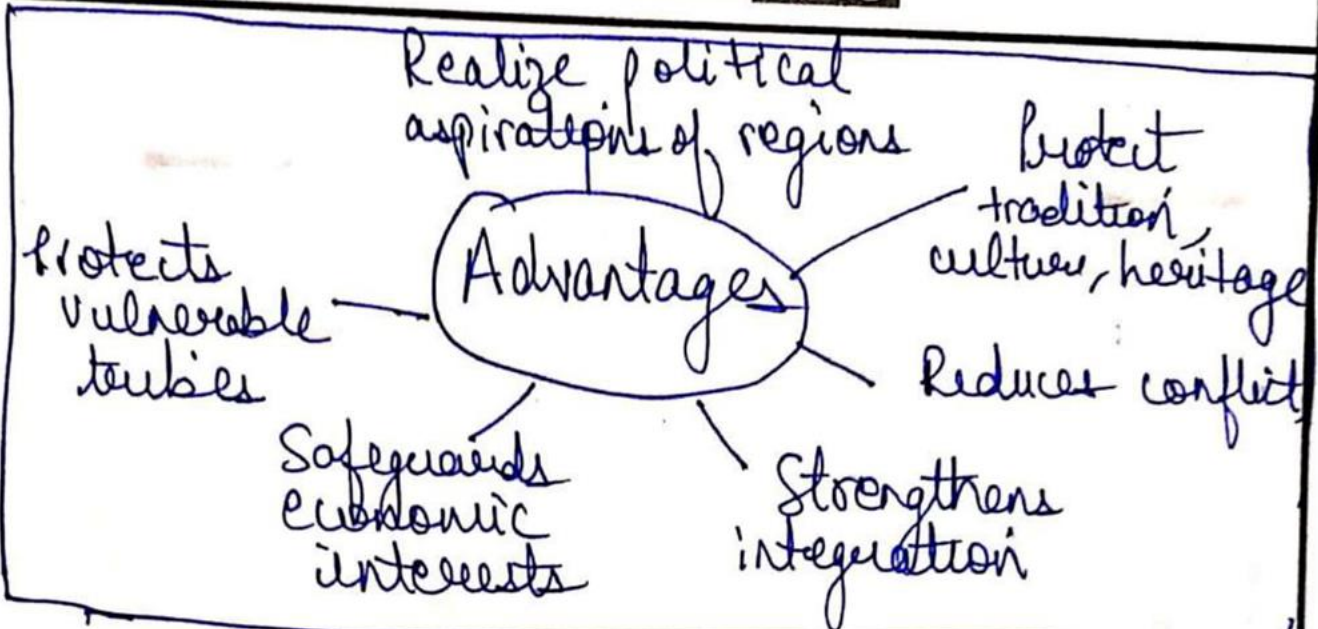 Realize political
aspirations of regions
Protect
tradition,
culture, heritage
Advantages
Protects
vulnerable
tribes
Reduces conflict
Safeguards
economic
interests
Strengthens
integration